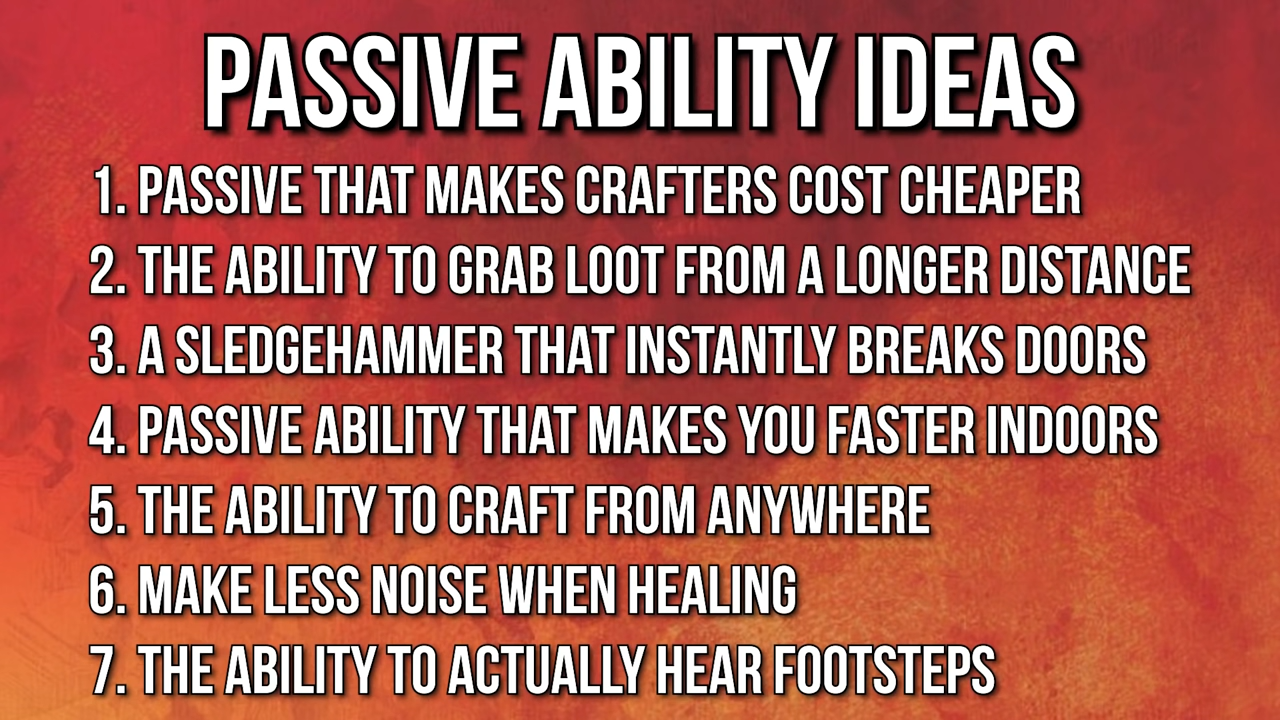 PASSIVE ABILITY IDEAS
1. PASSIVE THAT MAKES CRAFTERS COST CHEAPER
2. THE ABILITY TO GRAB LOOT FROM A LONGER DISTANCE
3. A SLEDGEHAMMER THAT INSTANTLY BREAKS DOORS
4. PASSIVE ABILITY THAT MAKES YOU FASTER INDOORS
5. THE ABILITY TO CRAFT FROM ANYWHERE
6. MAKE LESS NOISE WHEN HEALING
7. THE ABILITY TO ACTUALLY HEAR FOOTSTEPS